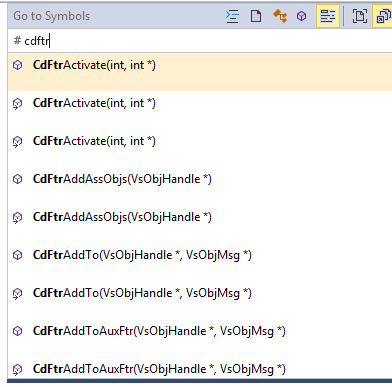 Go to Symbols
# cdftr
CdFtrActivate(int, int *)
CdFtrActivate(int, int *)
CdFtrActivate(int, int *)
CdFtrAddAssObjs(VsObjHandle *)
CdFtrAddAssObjs(VsObjHandle *)
CdFtrAddTo(VsObjHandle *, VsObjMsg *)
CdFtrAddTo(VsObjHandle *, VsObjMsg *)
CdFtrAddToAuxFtr(VsObjHandle *, VsObjMsg *)
CdFtrAddToAuxFtr(VsObjHandle *, VsObjMsg *)